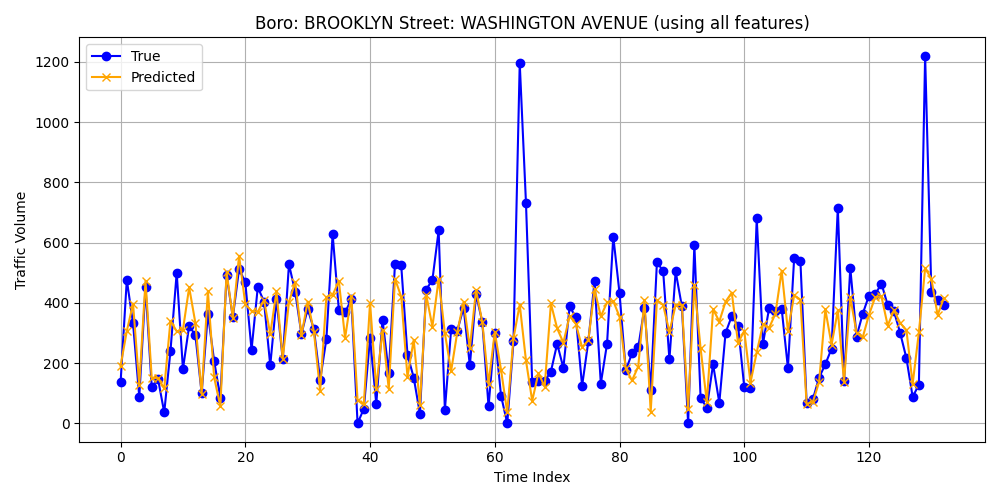 Boro: BROOKLYN Street: WASHINGTON AVENUE (using all features)
True
Predicted
Traffic Volume
1200
1000
800
600
400
200
0
0 20 40 60 80 100 120
Time Index